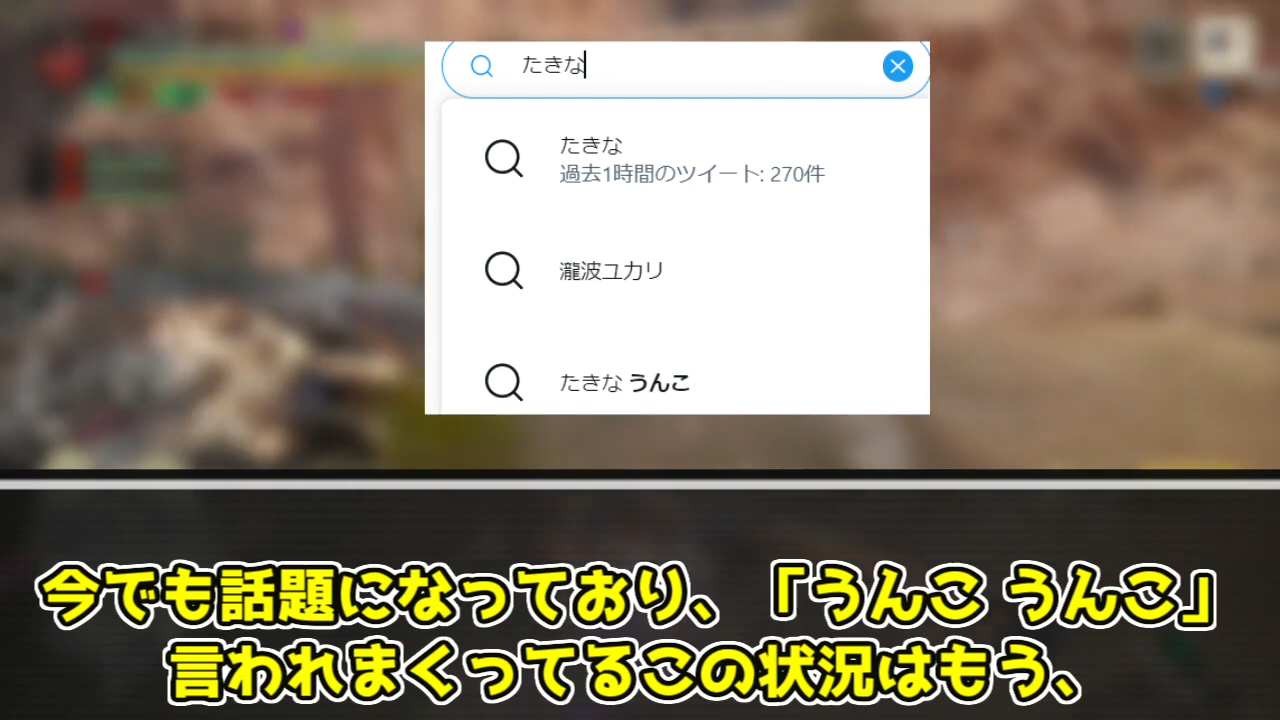 たきな
たきな
過去1時間のツイート: 270件
瀧波ユカリ
たきな うんこ
今でも話題になっており、「うんこ うんこ」
言われまくってるこの状況はもう、